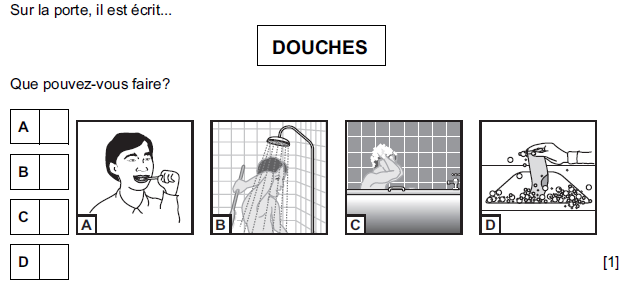 Sur la porte, il est écrit...
DOUCHES
Que pouvez-vous faire?
A
B
C
D
A
B
C
D
[1]